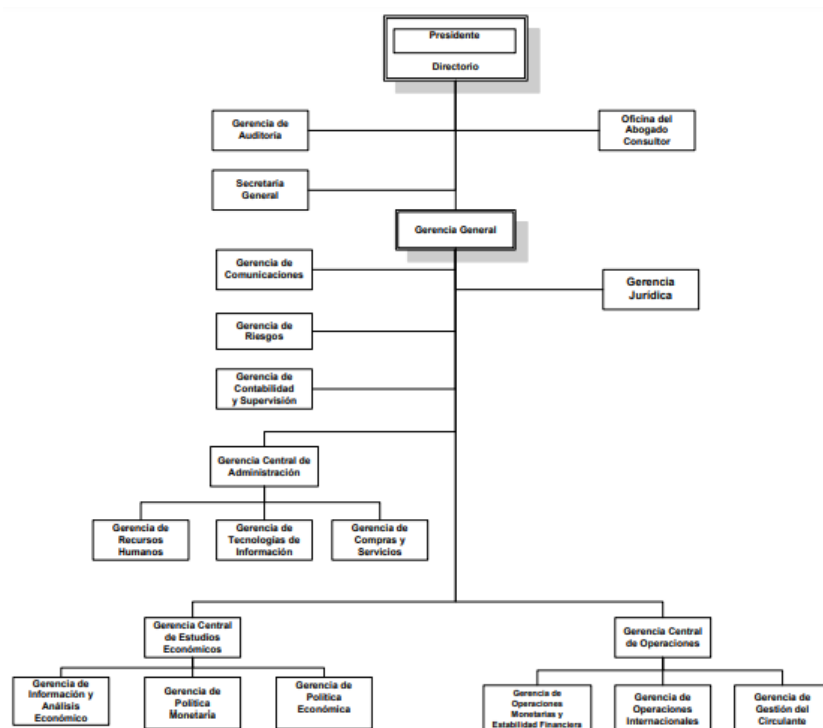 Presidente
Directorio
Gerencia de
Auditoría
Oficina del
Abogado
Consultor
Secretaría
General
Gerencia General
Gerencia de
Comunicaciones
Gerencia
Jurídica
Gerencia de
Riesgos
Gerencia de
Contabilidad
y Supervisión
Gerencia Central de
Administración
Gerencia de
Recursos
Humanos
Gerencia de
Tecnologías de
Información
Gerencia de
Compras y
Servicios
Gerencia Central
de Estudios
Económicos
Gerencia Central
de Operaciones
Gerencia de
Información y
Análisis
Económico
Gerencia de
Política
Monetaria
Gerencia de
Política
Económica
Gerencia de
Operaciones
Monetarias y
Estabilidad Financiera
Gerencia de
Operaciones
Internacionales
Gerencia de
Gestión del
Circulante